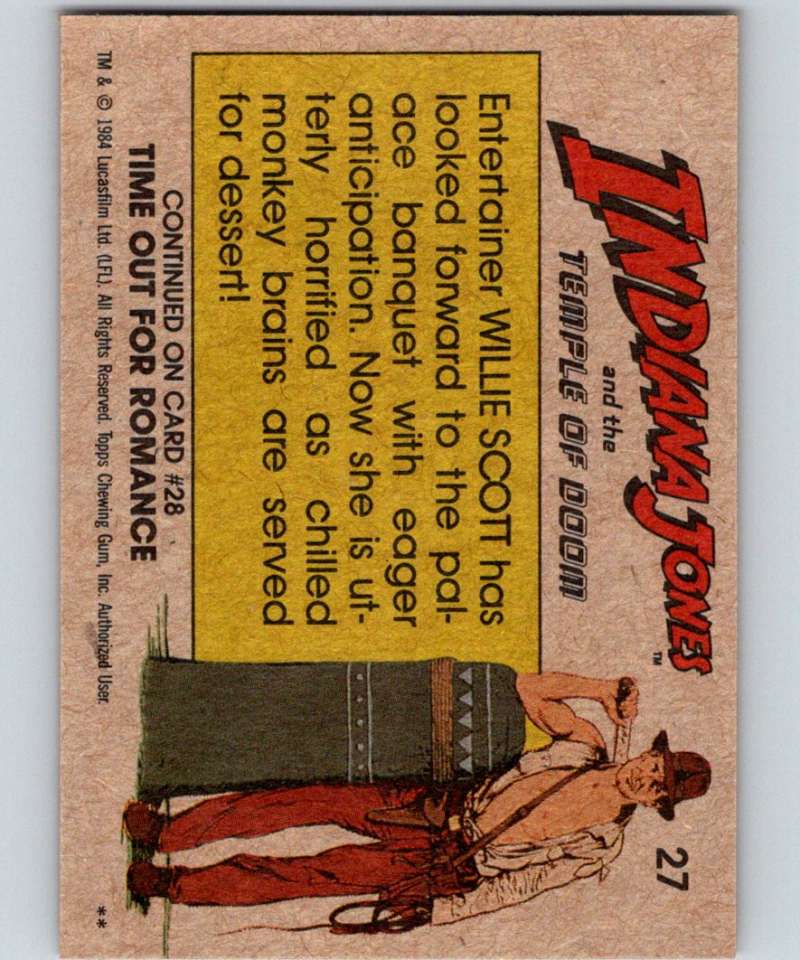 INDIANA JONES™
and the
TEMPLE OF DOOM
27
Entertainer WILLIE SCOTT has
looked forward to the pal-
ace banquet with eager
anticipation. Now she is ut-
terly horrified as chilled
monkey brains are served
for dessert!
CONTINUED ON CARD #28
TIME OUT FOR ROMANCE
TM & © 1984 Lucasfilm Ltd. (LFL). All Rights Reserved. Topps Chewing Gum, Inc. Authorized User.
**